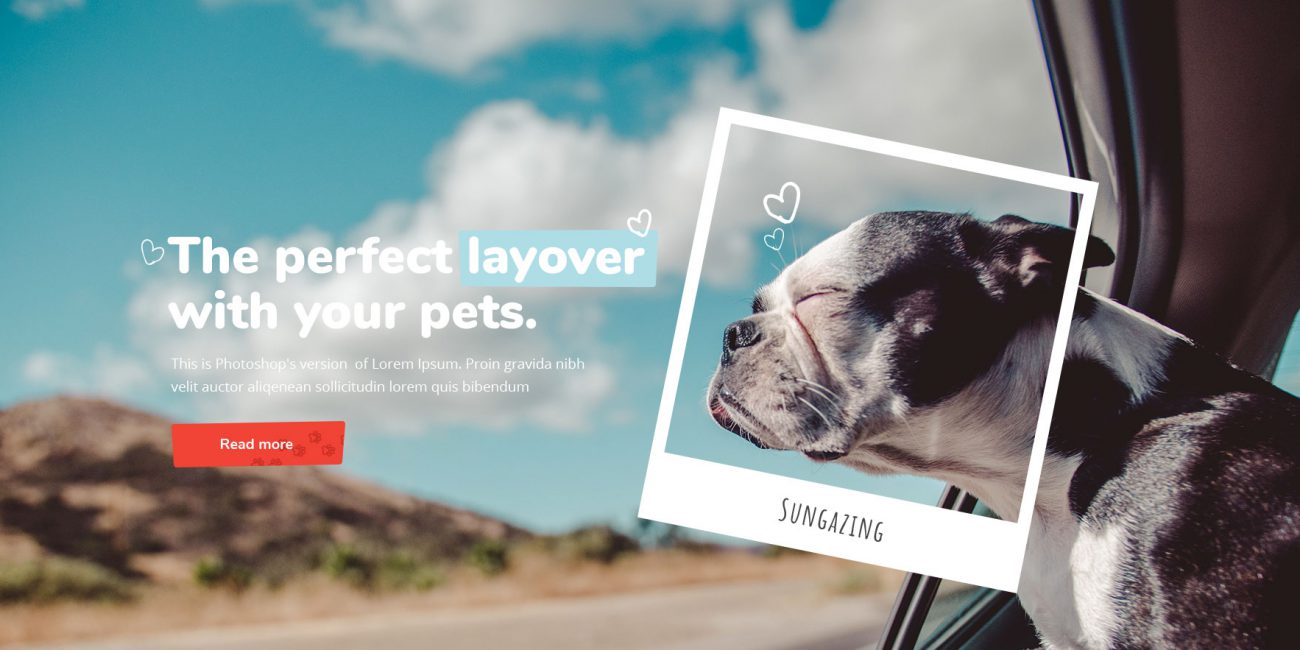 The perfect layover
with your pets.
This is Photoshop's version  of Lorem Ipsum. Proin gravida nibh
velit auctor aliqenean sollicitudin lorem quis bibendum
Read more
Sungazing